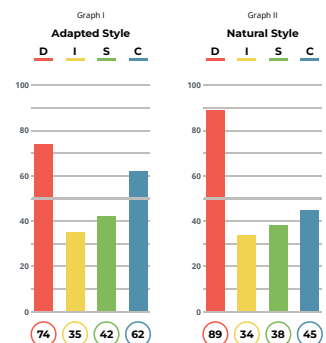 Graph I
Adapted Style
D I S C
100
80
60
40
20
0
74 35 42 62
Graph II
Natural Style
D I S C
100
80
60
40
20
0
89 34 38 45